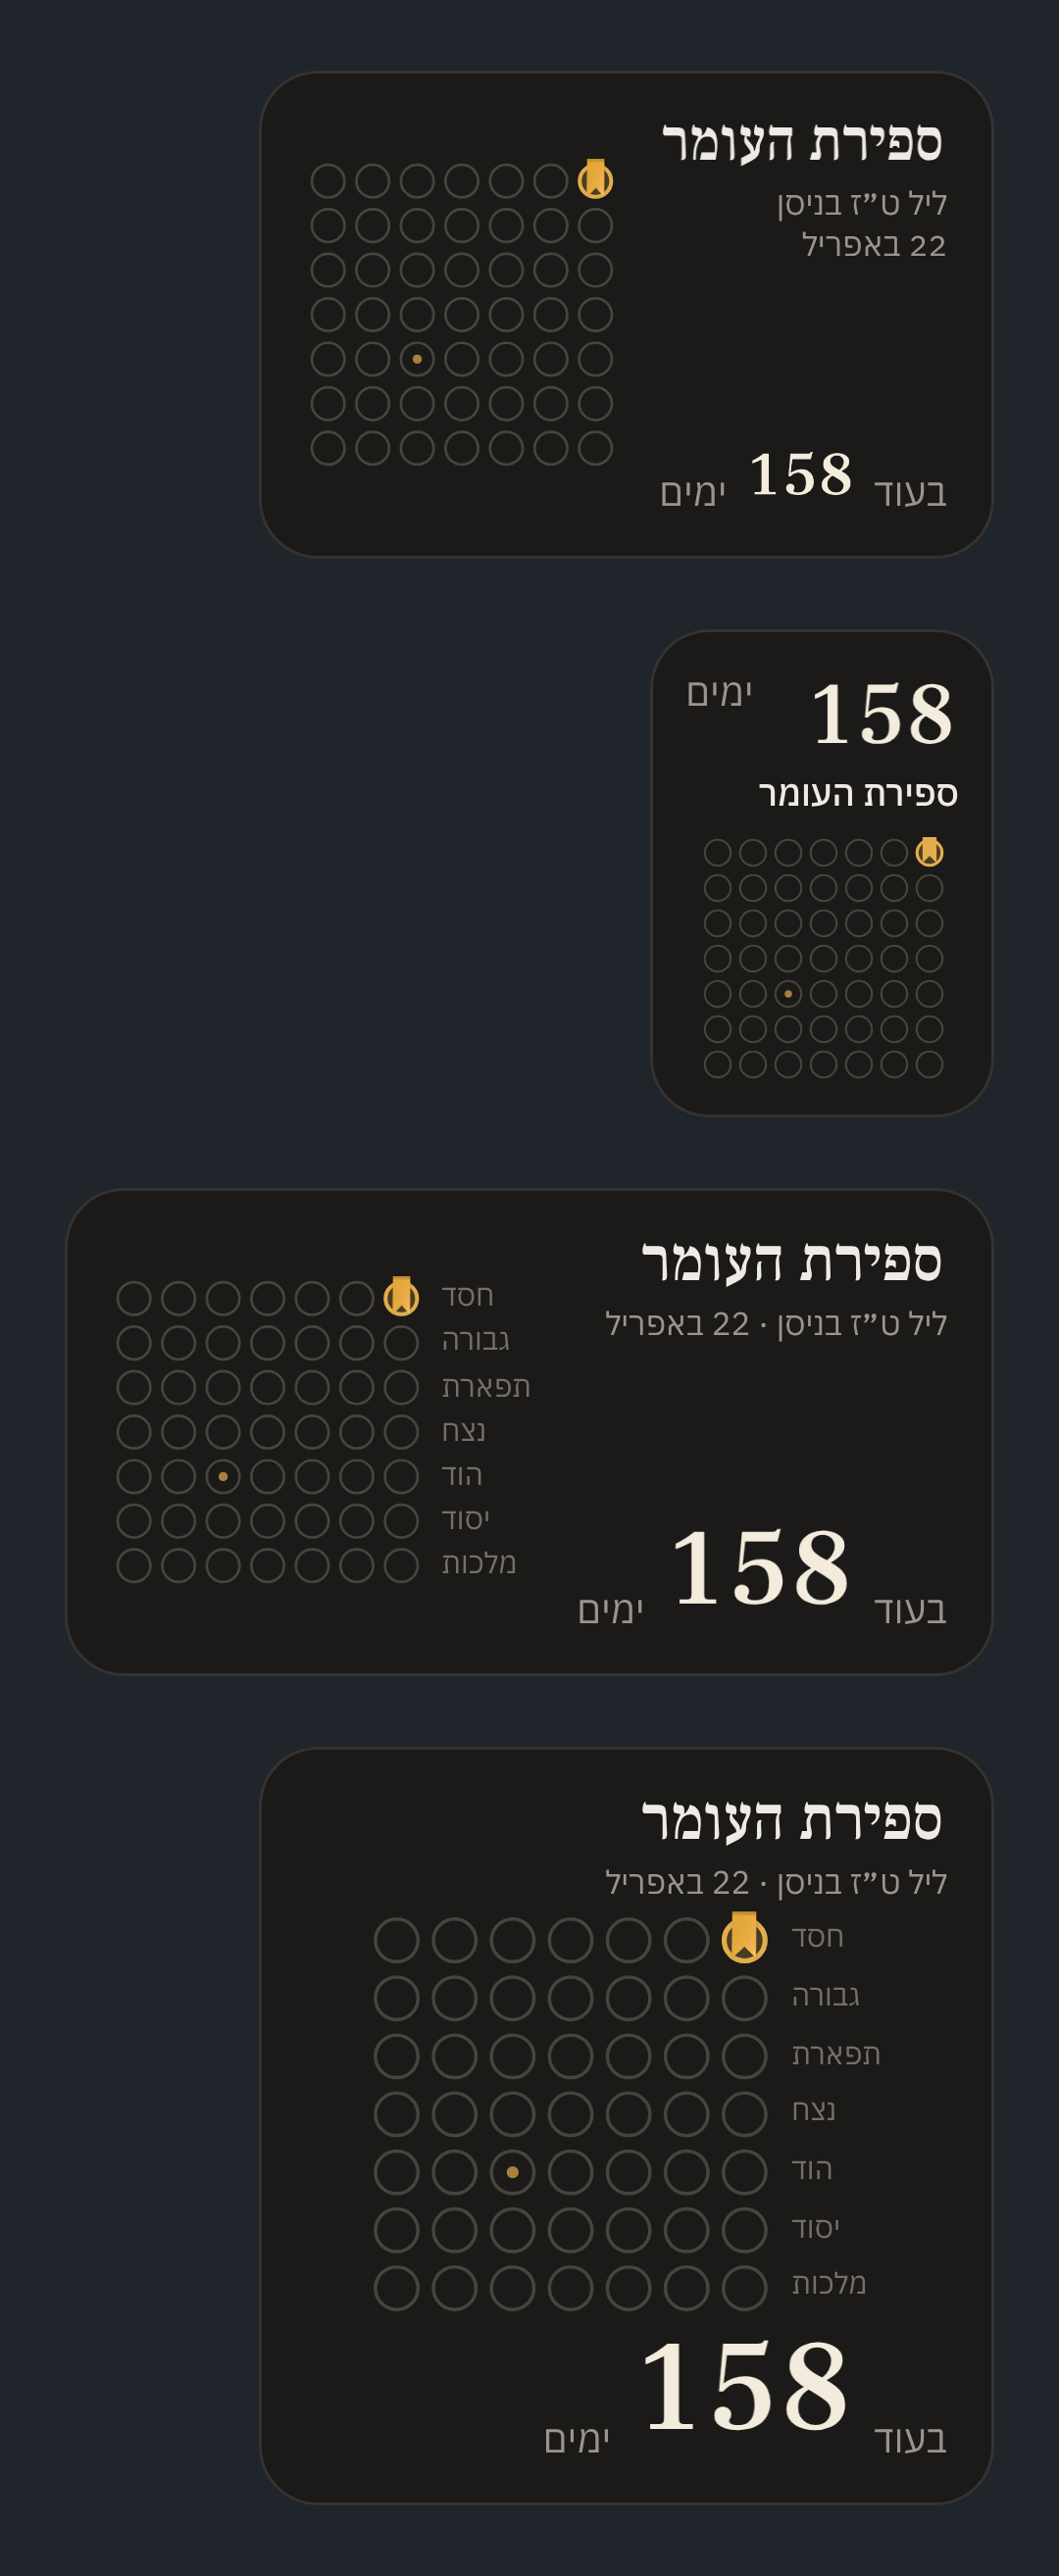 ספירת העומר
ליל ט״ז בניסן
22 באפריל
בעוד 158 ימים
158 ימים
ספירת העומר
ספירת העומר
ליל ט״ז בניסן · 22 באפריל
חסד
גבורה
תפארת
נצח
הוד
יסוד
מלכות
בעוד 158 ימים
ספירת העומר
ליל ט״ז בניסן · 22 באפריל
חסד
גבורה
תפארת
נצח
הוד
יסוד
מלכות
בעוד 158 ימים